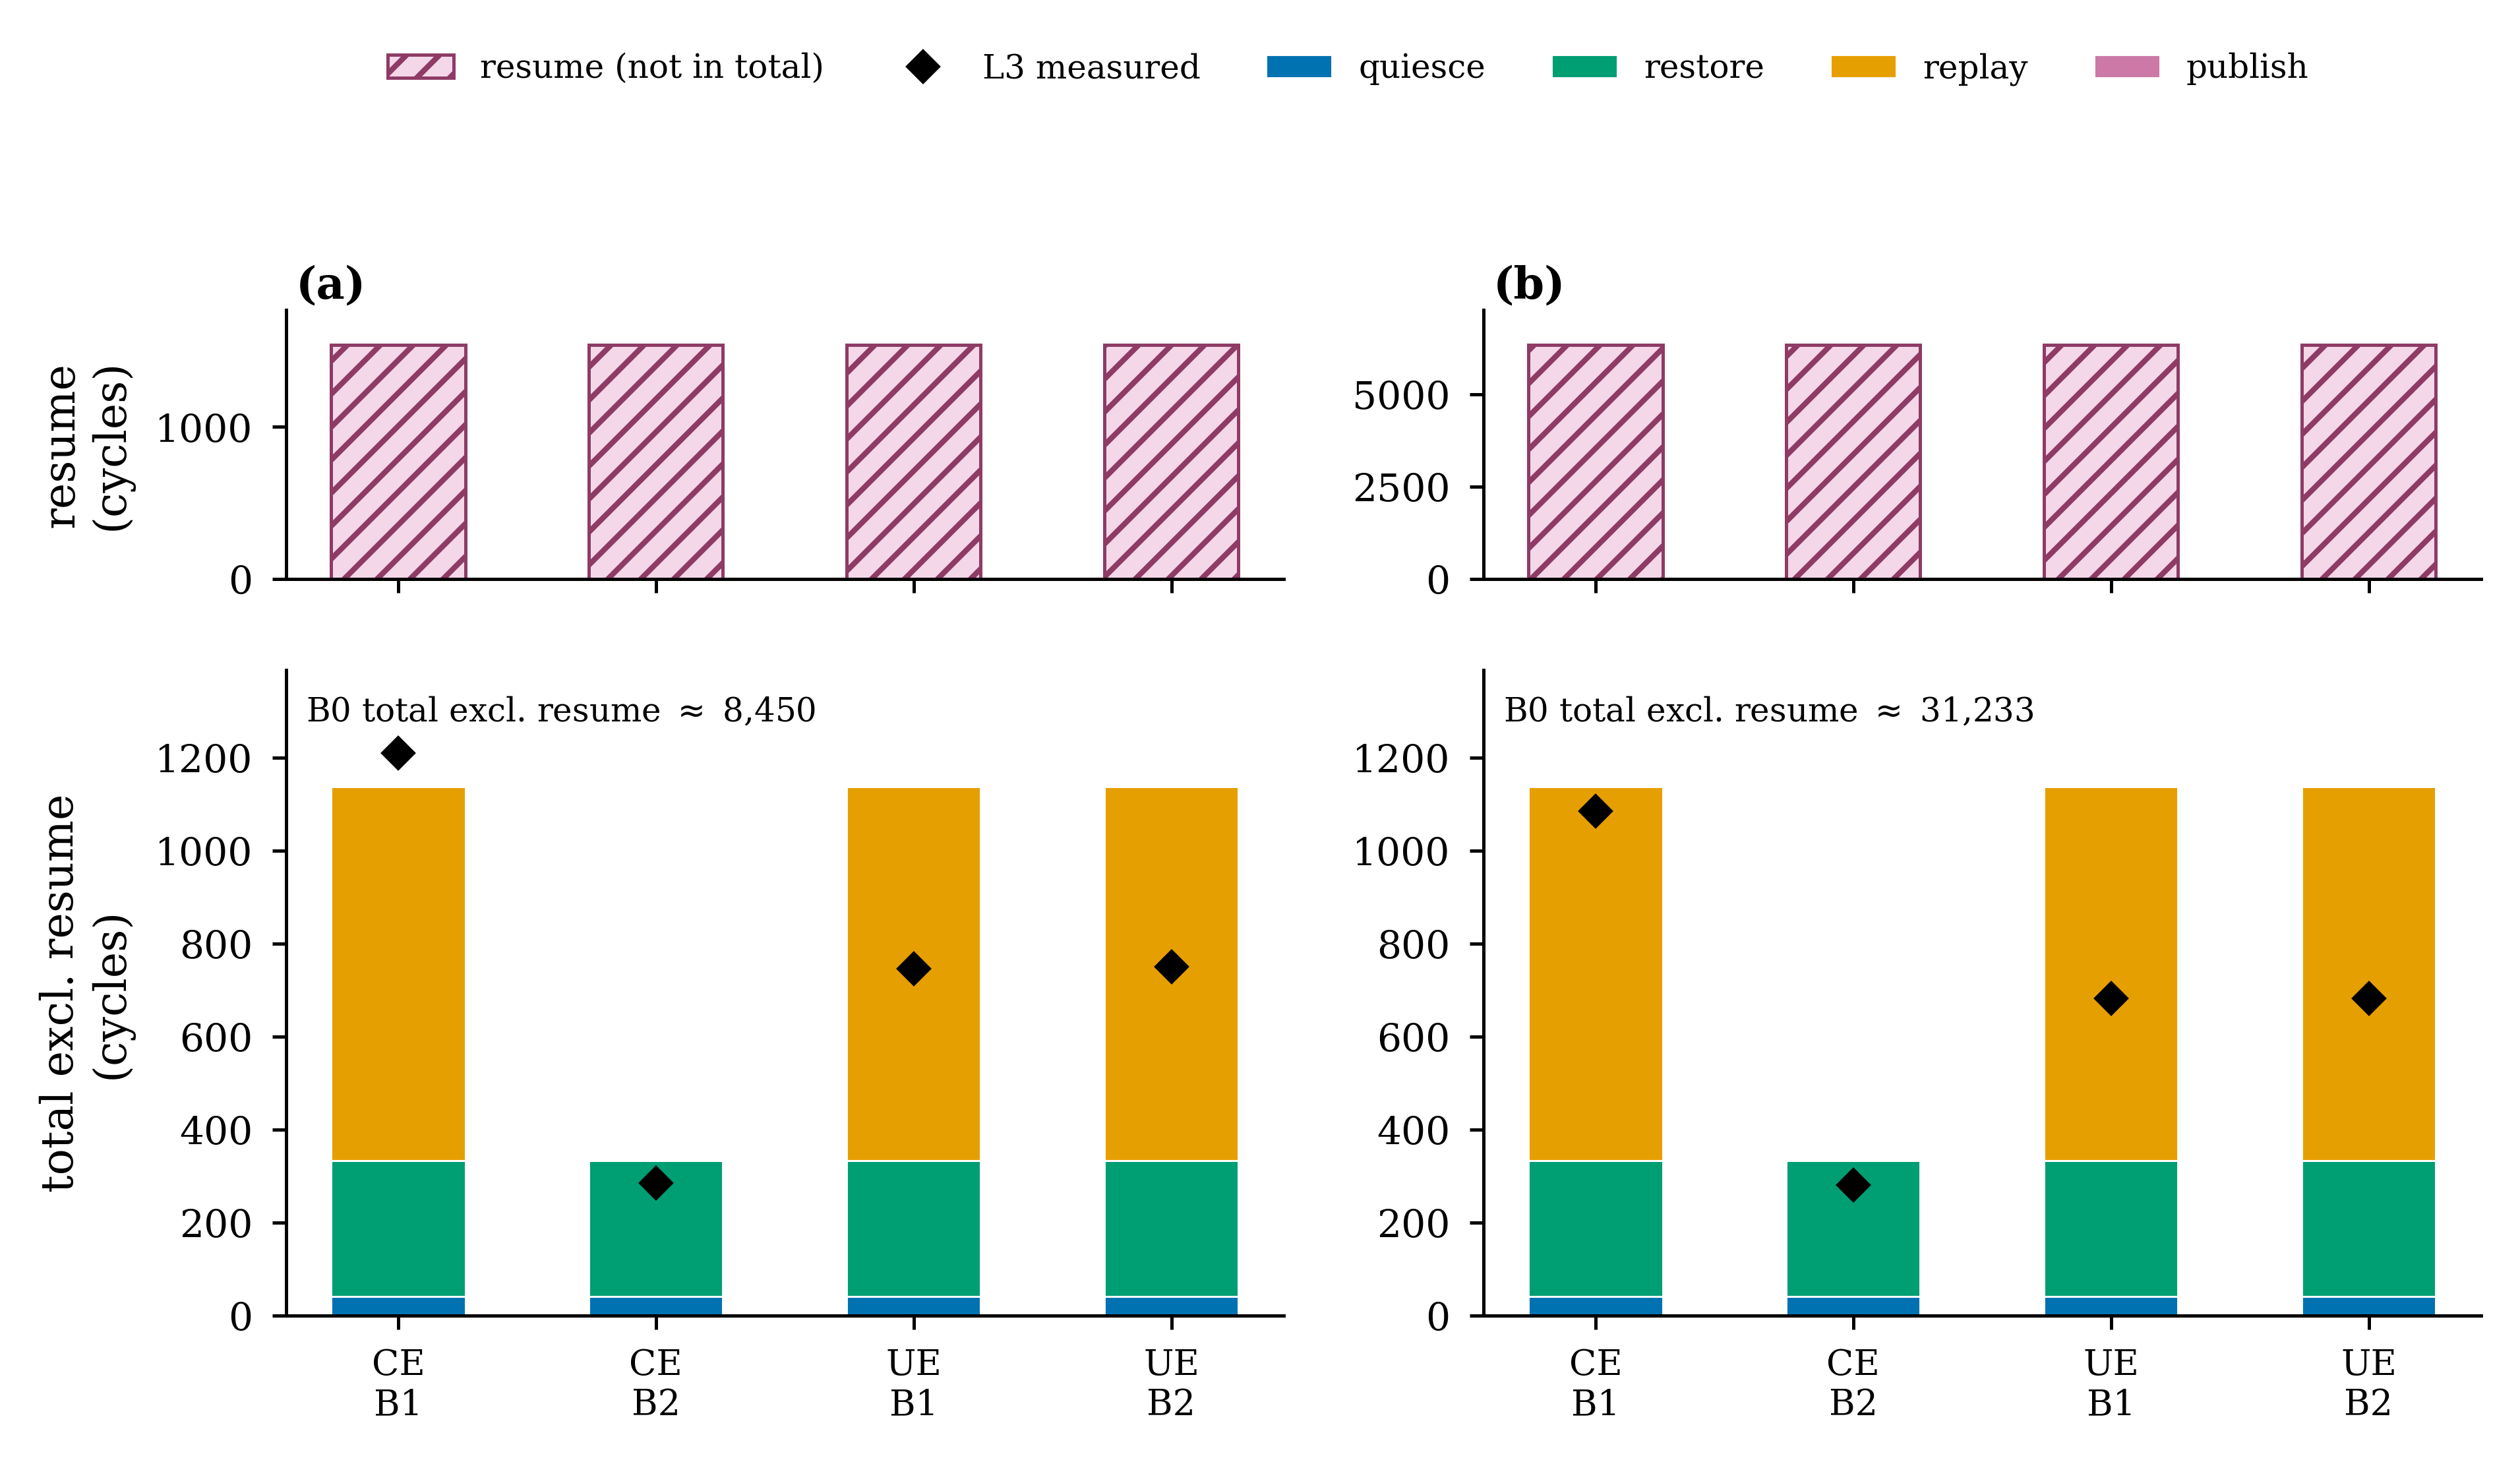 resume (not in total) L3 measured quiesce restore replay publish
(a)
resume
(cycles)
1000
0
(b)
5000
2500
0
total excl. resume
(cycles)
B0 total excl. resume ≈ 8,450
1200
1000
800
600
400
200
0
CE CE UE UE
B1 B2 B1 B2
B0 total excl. resume ≈ 31,233
1200
1000
800
600
400
200
0
CE CE UE UE
B1 B2 B1 B2